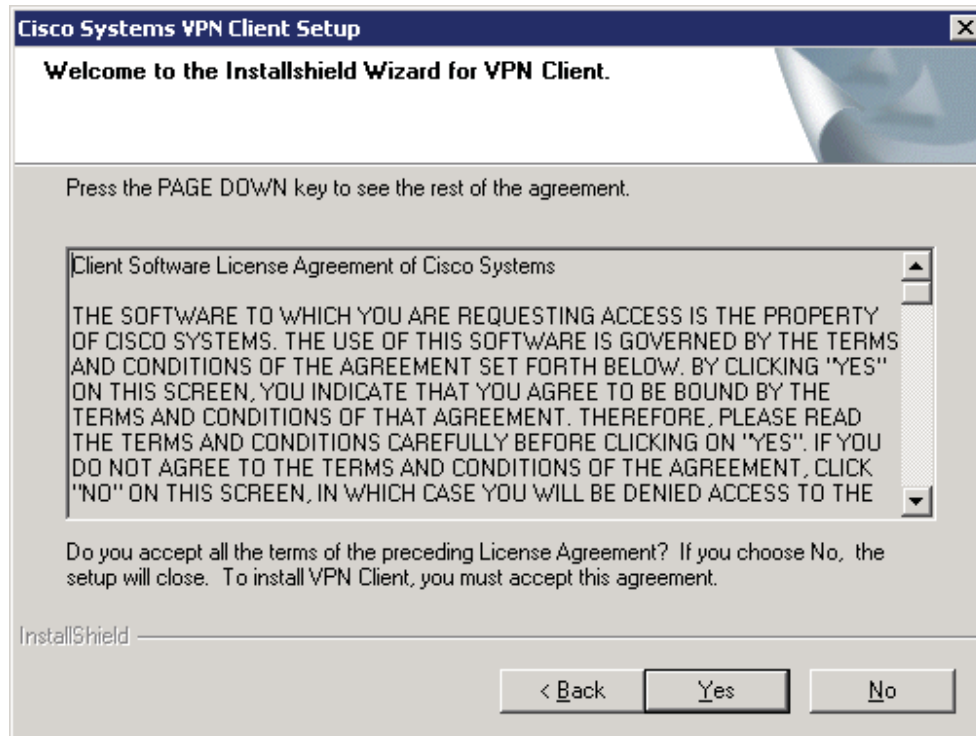 Cisco Systems VPN Client Setup
Welcome to the Installshield Wizard for VPN Client.
Press the PAGE DOWN key to see the rest of the agreement.
Client Software License Agreement of Cisco Systems
THE SOFTWARE TO WHICH YOU ARE REQUESTING ACCESS IS THE PROPERTY
OF CISCO SYSTEMS. THE USE OF THIS SOFTWARE IS GOVERNED BY THE TERMS
AND CONDITIONS OF THE AGREEMENT SET FORTH BELOW. BY CLICKING "YES"
ON THIS SCREEN, YOU INDICATE THAT YOU AGREE TO BE BOUND BY THE
TERMS AND CONDITIONS OF THAT AGREEMENT. THEREFORE, PLEASE READ
THE TERMS AND CONDITIONS CAREFULLY BEFORE CLICKING ON "YES". IF YOU
DO NOT AGREE TO THE TERMS AND CONDITIONS OF THE AGREEMENT, CLICK
"NO" ON THIS SCREEN, IN WHICH CASE YOU WILL BE DENIED ACCESS TO THE
Do you accept all the terms of the preceding License Agreement? If you choose No, the
setup will close. To install VPN Client, you must accept this agreement.
InstallShield
< Back
Yes
No